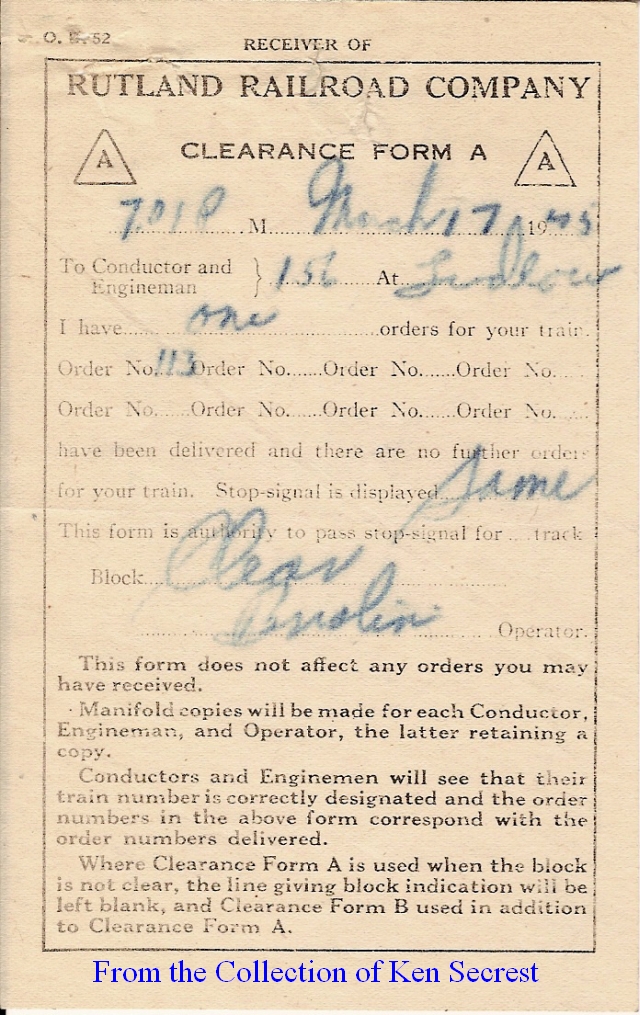 O. D. 52
RECEIVER OF
RUTLAND RAILROAD COMPANY
A CLEARANCE FORM A A
7.01 P .M March 17 1945
To Conductor and Engineman } 156 At Ludlow
I have one orders for your train.
Order No. 113 Order No. Order No. Order No.
Order No. Order No. Order No. Order No.
have been delivered and there are no further orders
for your train. Stop-signal is displayed Same
This form is authority to pass stop-signal for track
Block Clear
Operator.
This form does not affect any orders you may
have received.
Manifold copies will be made for each Conductor,
Engineman, and Operator, the latter retaining a
copy.
Conductors and Enginemen will see that their
train number is correctly designated and the order
numbers in the above form correspond with the
order numbers delivered.
Where Clearance Form A is used when the block
is not clear, the line giving block indication will be
left blank, and Clearance Form B used in addition
to Clearance Form A.
From the Collection of Ken Secrest